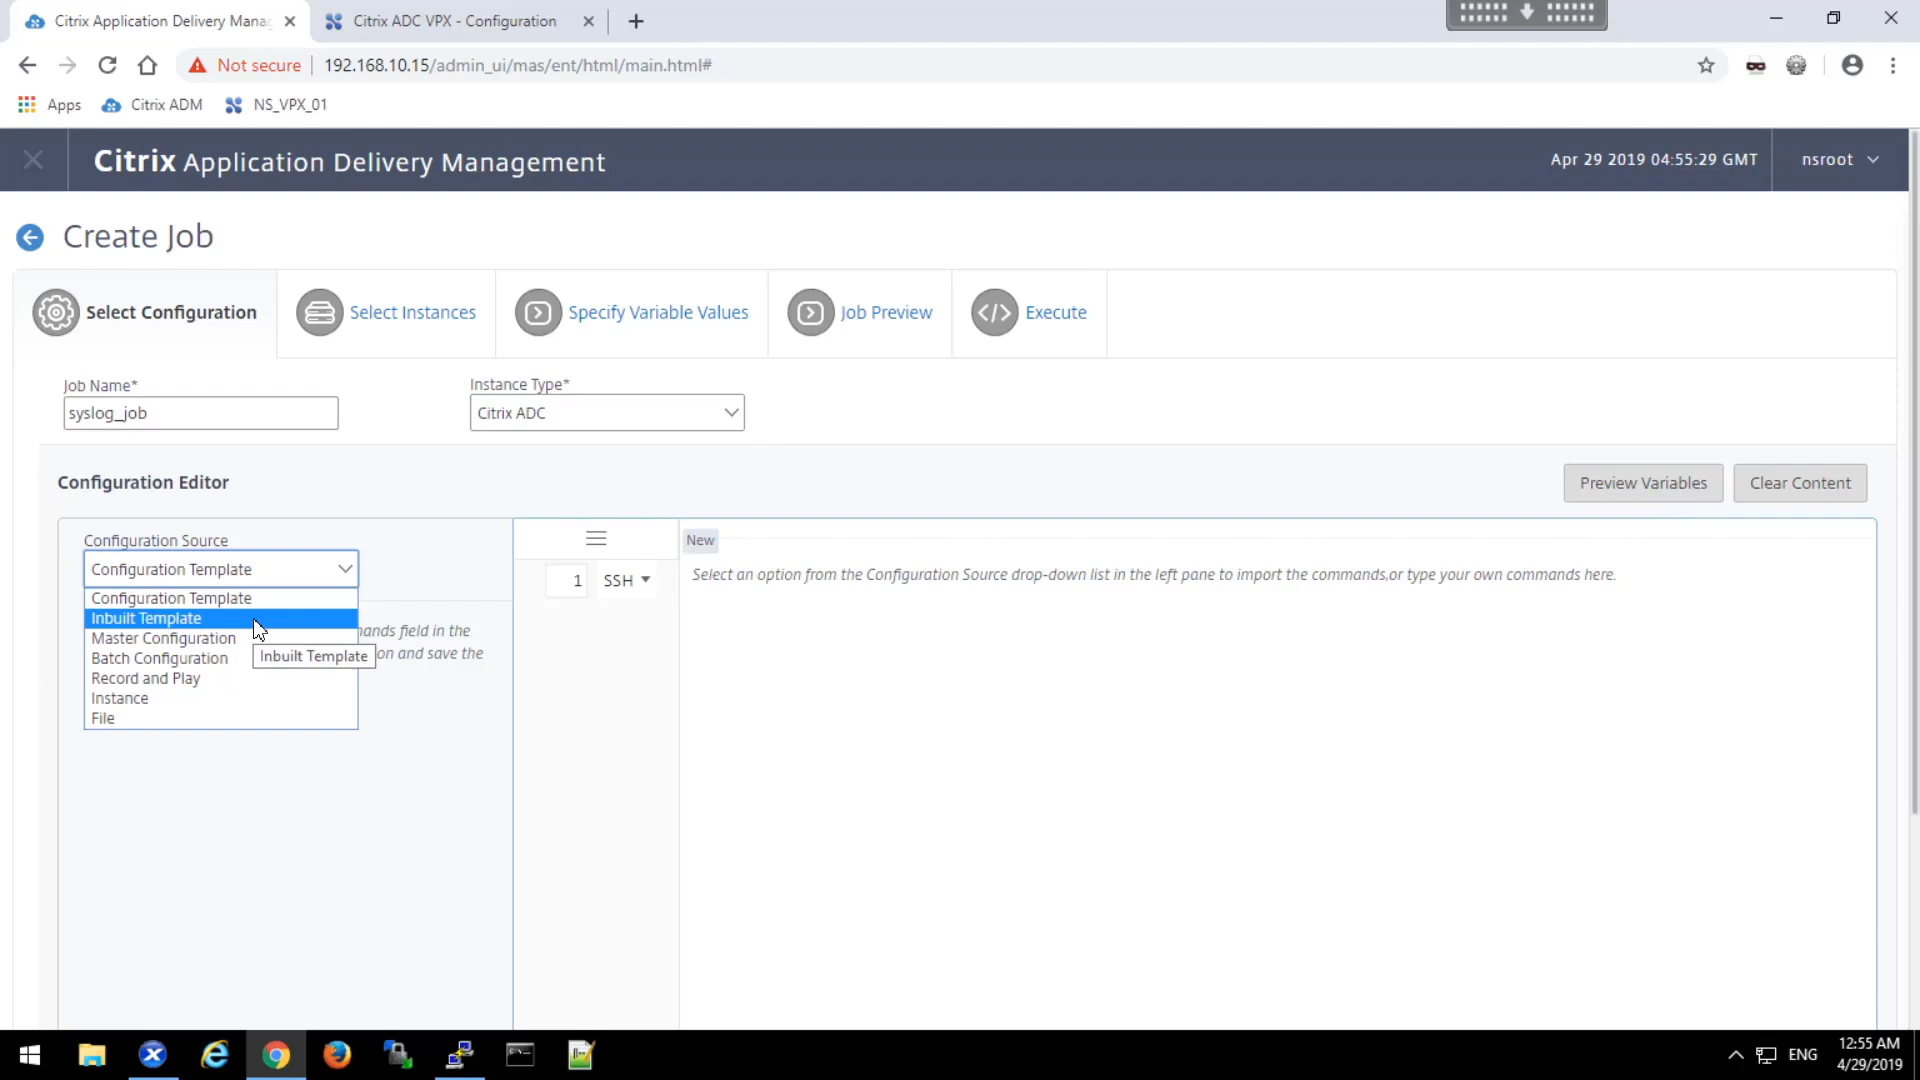 Citrix Application Delivery Mana
Citrix ADC VPX - Configuration
Not secure
192.168.10.15/admin_ui/mas/ent/html/main.html#
Apps
Citrix ADM
NS_VPX_01
Citrix Application Delivery Management
Apr 29 2019 04:55:29 GMT
nsroot
Create Job
Select Configuration
Select Instances
Specify Variable Values
Job Preview
Execute
Job Name*
Instance Type*
syslog_job
Citrix ADC
Configuration Editor
Preview Variables
Clear Content
Configuration Source
New
Configuration Template
1
SSH
Select an option from the Configuration Source drop-down list in the left pane to import the commands,or type your own commands here.
Configuration Template
Inbuilt Template
Master Configuration
ands field in the
Batch Configuration
Inbuilt Template
on and save the
Record and Play
Instance
File
ENG
12:55 AM
4/29/2019